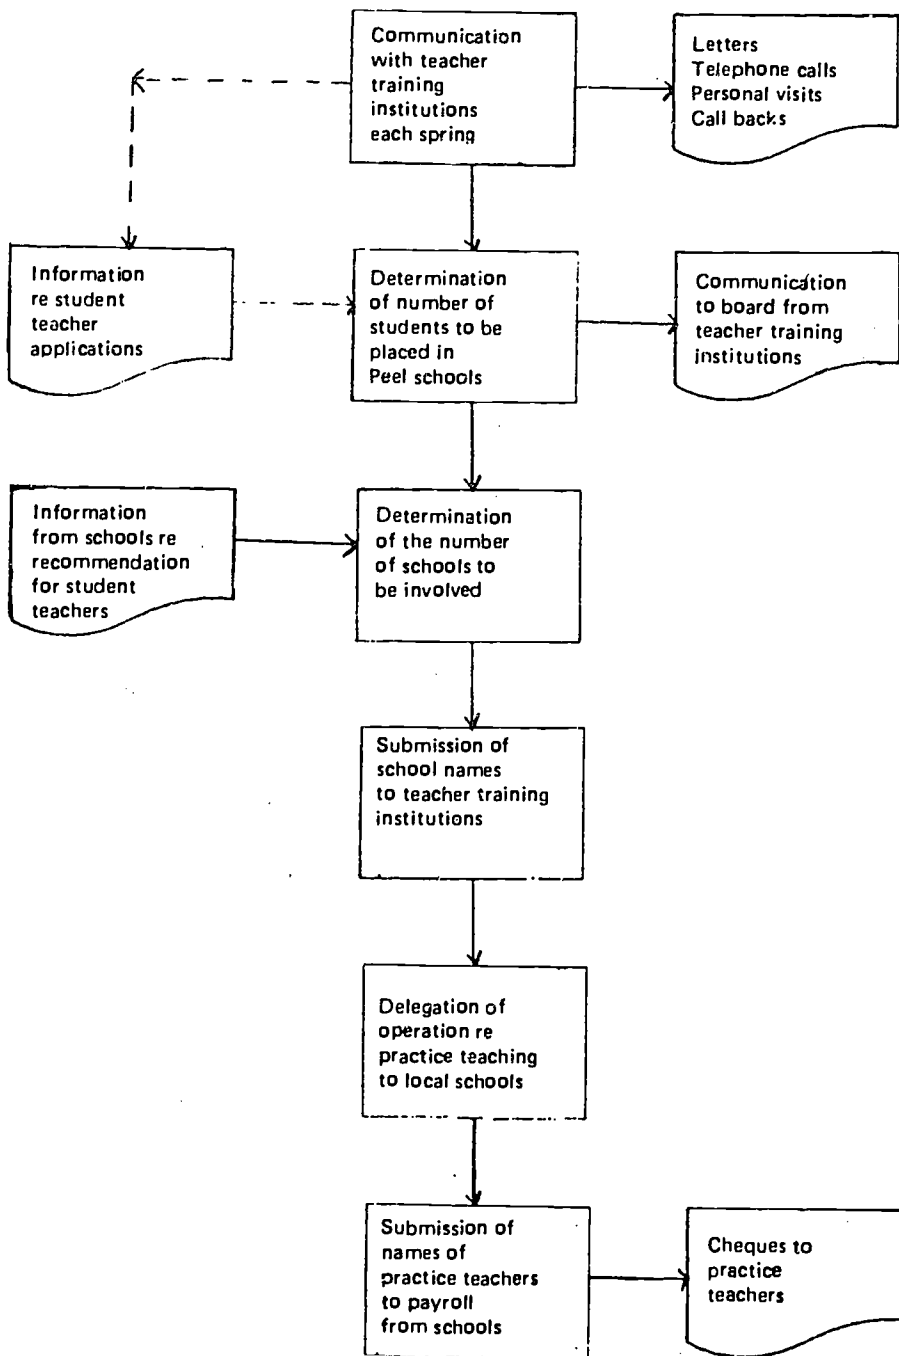 Communication
with teacher
training
institutions
each spring
Letters
Telephone calls
Personal visits
Call backs
Information
re student
teacher
applications
Determination
of number of
students to be
placed in
Peel schools
Communication
to board from
teacher training
institutions
Information
from schools re
recommendation
for student
teachers
Determination
of the number
of schools to
be involved
Submission of
school names
to teacher training
institutions
Delegation of
operation re
practice teaching
to local schools
Submission of
names of
practice teachers
to payroll
from schools
Cheques to
practice
teachers